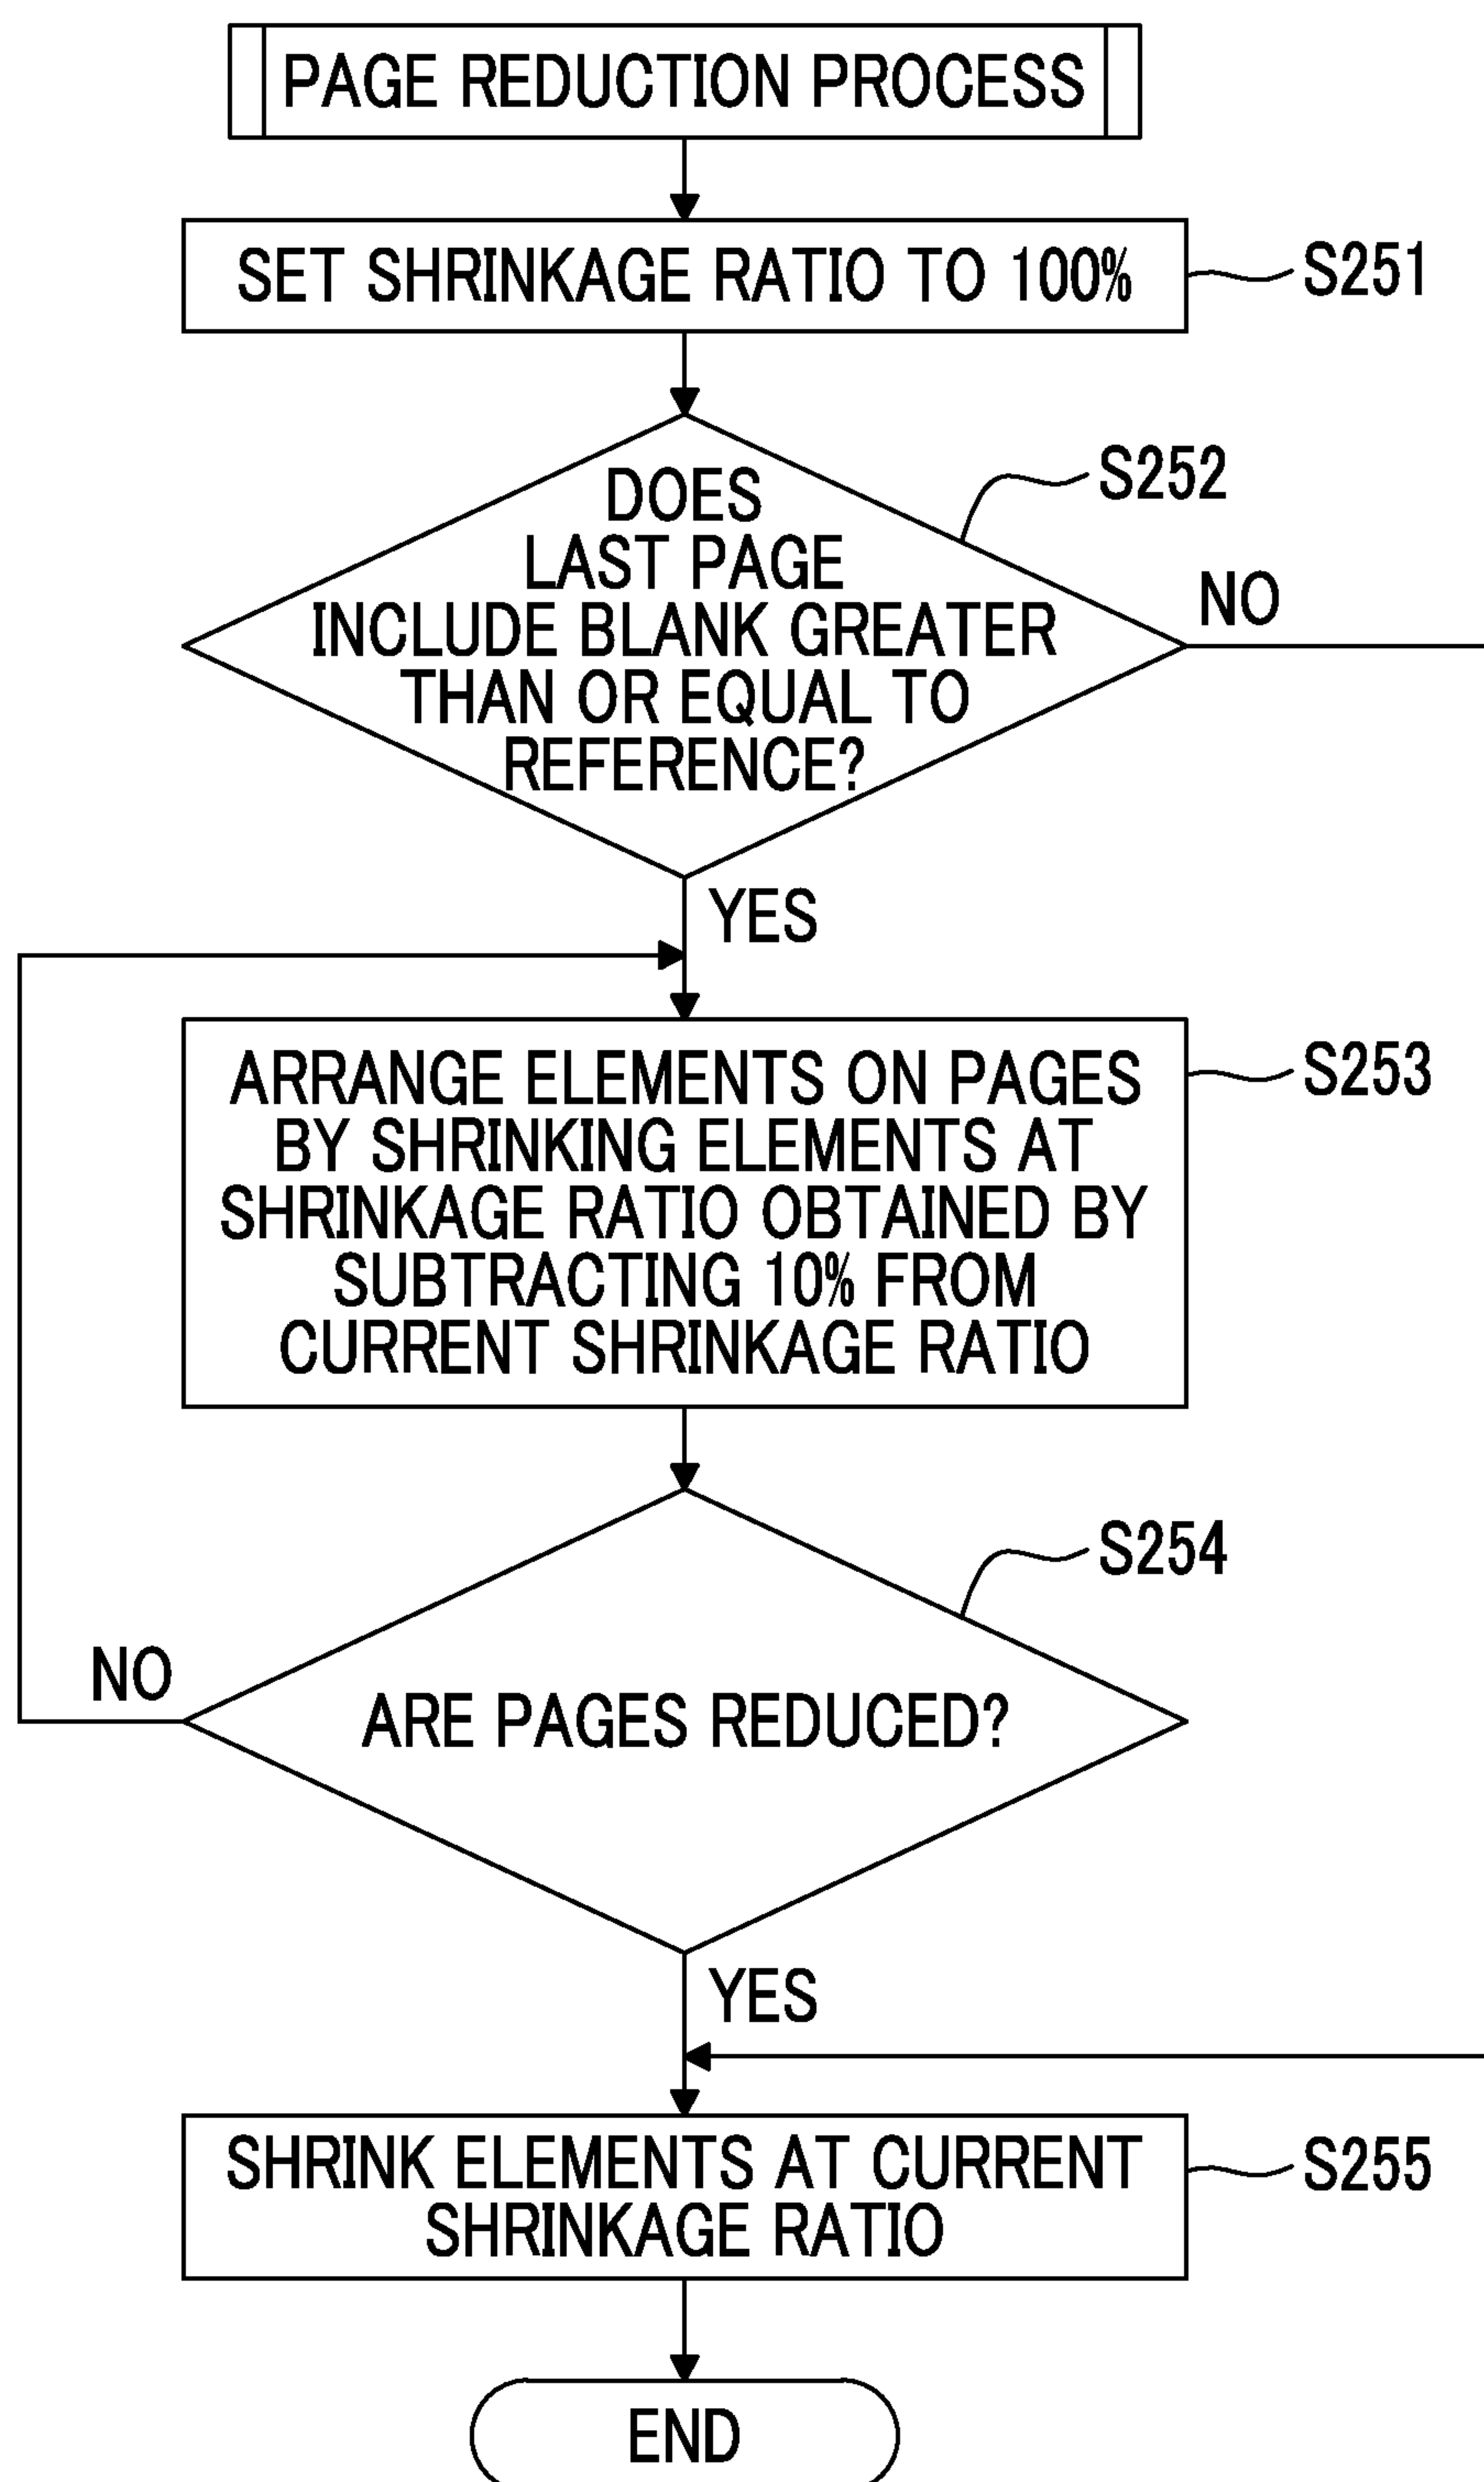 PAGE REDUCTION PROCESS
SET SHRINKAGE RATIO TO 100%
S251
DOES
LAST PAGE
INCLUDE BLANK GREATER
THAN OR EQUAL TO
REFERENCE?
S252
NO
YES
ARRANGE ELEMENTS ON PAGES
BY SHRINKING ELEMENTS AT
SHRINKAGE RATIO OBTAINED BY
SUBTRACTING 10% FROM
CURRENT SHRINKAGE RATIO
S253
S254
NO
ARE PAGES REDUCED?
YES
SHRINK ELEMENTS AT CURRENT
SHRINKAGE RATIO
S255
END